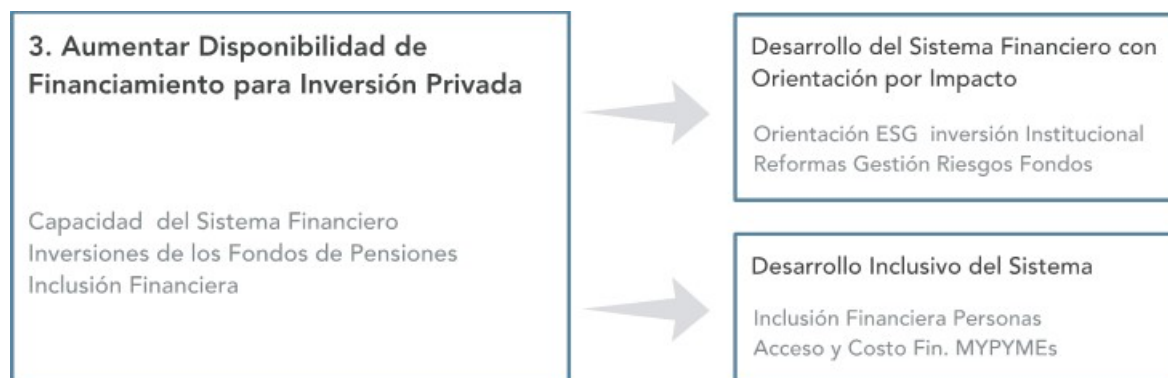 3. Aumentar Disponibilidad de
Financiamiento para Inversión Privada
Capacidad del Sistema Financiero
Inversiones de los Fondos de Pensiones
Inclusión Financiera
Desarrollo del Sistema Financiero con
Orientación por Impacto
Orientación ESG inversión Institucional
Reformas Gestión Riesgos Fondos
Desarrollo Inclusivo del Sistema
Inclusión Financiera Personas
Acceso y Costo Fin. MYPYMEs